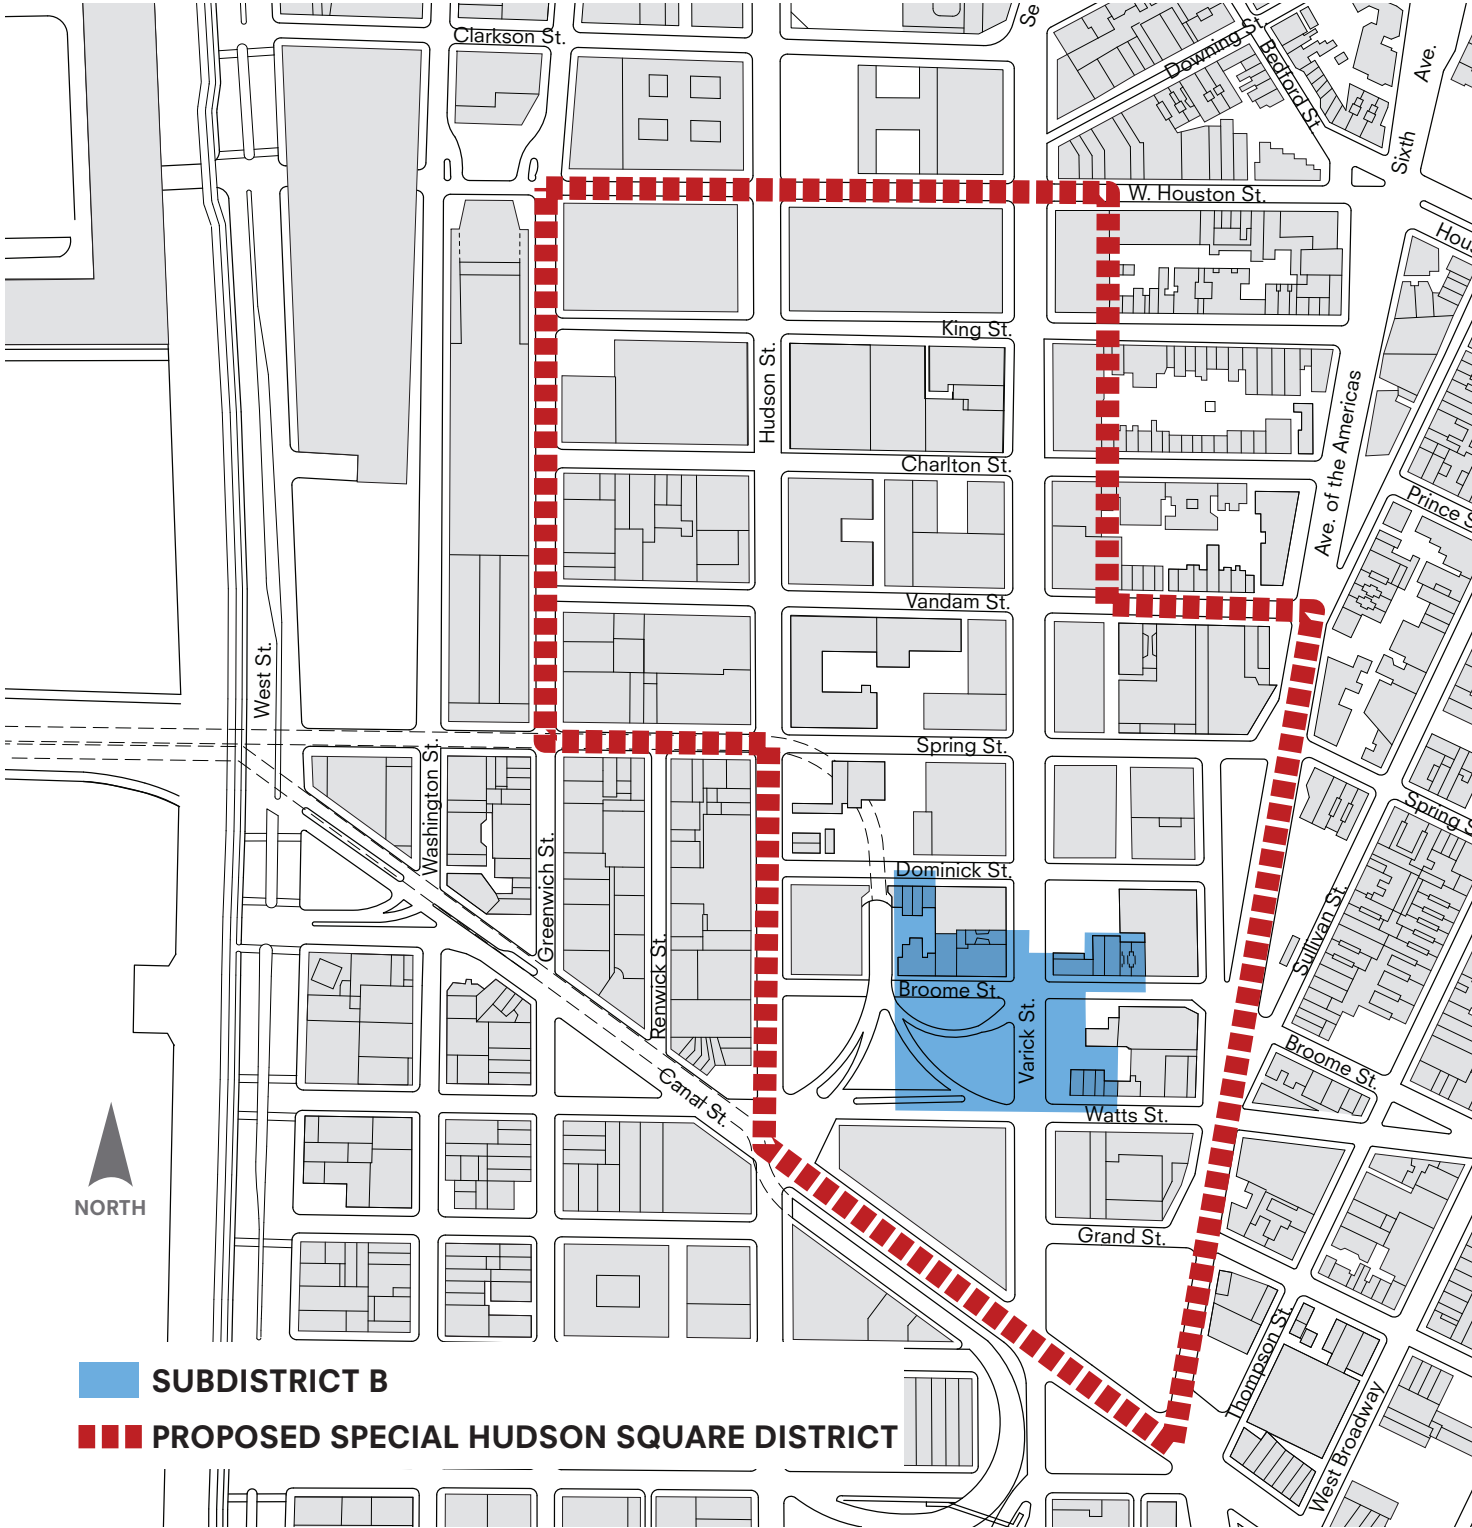 Se
Clarkson St.
Downing St.
Bedford St.
Ave.
Sixth
W. Houston St.
Hous
King St.
Hudson St.
Charlton St.
Ave. of the Americas
Prince S
Vandam St.
West St.
Spring St.
Washington St.
Greenwich St.
Renwick St.
Dominick St.
Spring S
Sullivan St.
Broome St.
Varick St.
Broome St.
Canal St.
Watts St.
NORTH
Grand St.
Thompson St.
West Broadway
SUBDISTRICT B
PROPOSED SPECIAL HUDSON SQUARE DISTRICT